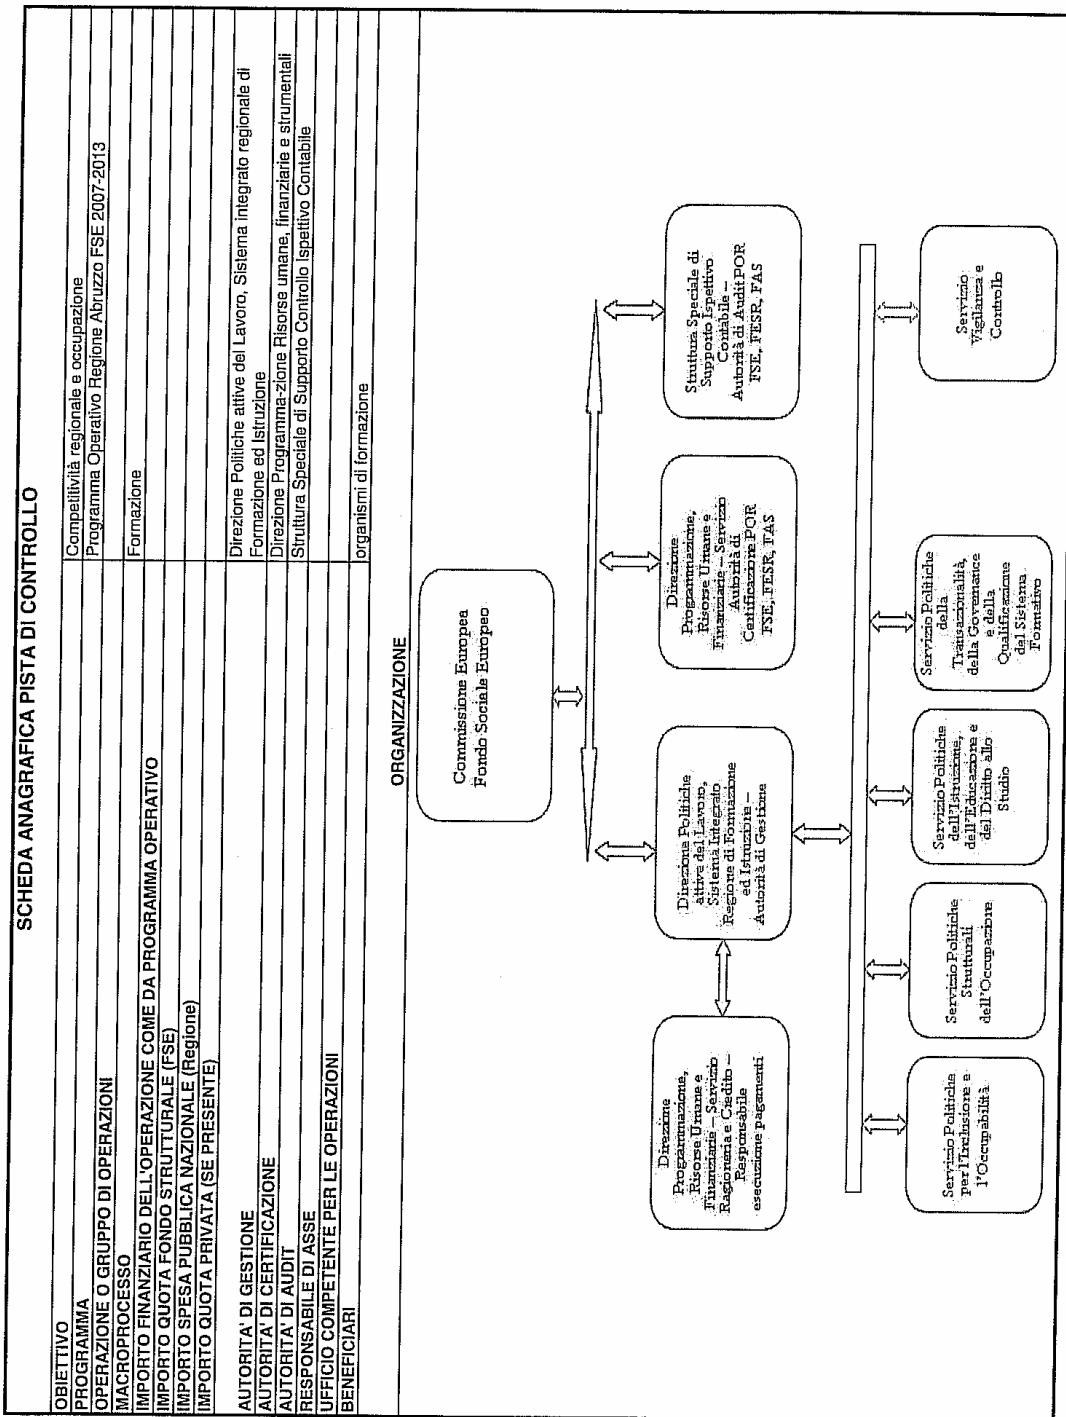 SCHEDA ANAGRAFICA PISTA DI CONTROLLO
OBIETTIVO
Competitività regionale e occupazione
PROGRAMMA
Programma Operativo Regione Abruzzo FSE 2007-2013
OPERAZIONE O GRUPPO DI OPERAZIONI
MACROPROCESSO
Formazione
IMPORTO FINANZIARIO DELL'OPERAZIONE COME DA PROGRAMMA OPERATIVO
IMPORTO QUOTA FONDO STRUTTURALE (FSE)
IMPORTO SPESA PUBBLICA NAZIONALE (Regione)
IMPORTO QUOTA PRIVATA (SE PRESENTE)
AUTORITA' DI GESTIONE
Direzione Politiche attive del Lavoro, Sistema integrato regionale di
Formazione ed Istruzione
AUTORITA' DI CERTIFICAZIONE
Direzione Programma-zione Risorse umane, finanziarie e strumentali
AUTORITA' DI AUDIT
Struttura Speciale di Supporto Controllo Ispettivo Contabile
RESPONSABILE DI ASSE
UFFICIO COMPETENTE PER LE OPERAZIONI
BENEFICIARI
organismi di formazione
ORGANIZZAZIONE
Commissione Europea
Fondo Sociale Europeo
Direzione
Programmazione,
Risorse Umane e
Finanziarie – Servizio
Ragioneria e Credito –
Responsabile
esecuzione pagamenti
Direzione Politiche
attive del Lavoro,
Sistema Integrato
Regione di Formazione
ed Istruzione –
Autorità di Gestione
Direzione
Programmazione,
Risorse Umane e
Finanziarie – Servizio
Autorità di
Certificazione POR
FSE, FESR, FAS
Struttura Speciale di
Supporto Ispettivo
Contabile –
Autorità di Audit POR
FSE, FESR, FAS
Servizio Politiche
per l'Inclusione e
l'Occupabilità
Servizio Politiche
Strutturali
dell'Occupazione
Servizio Politiche
dell'Istruzione,
dell'Educazione e
del Diritto allo
Studio
Servizio Politiche
della
Transazionalità,
della Governance
e della
Qualificazione
del Sistema
Formativo
Servizio
Vigilanza e
Controllo